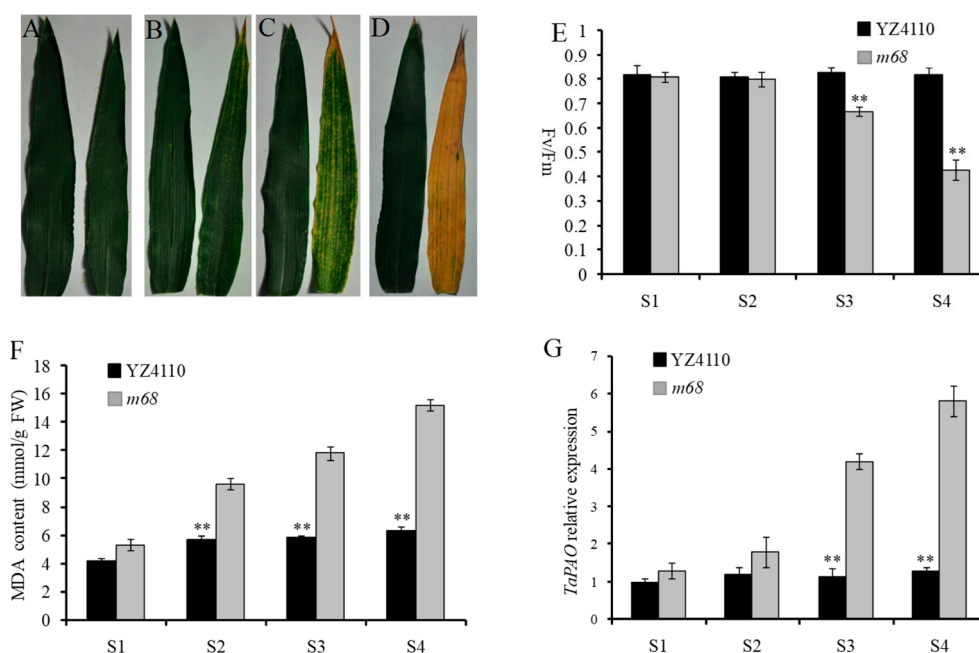 A B C D
E
YZ4110
m68
Fv/Fm
1
0.9
0.8
0.7
0.6
0.5
0.4
0.3
0.2
0.1
0
**
**
S1 S2 S3 S4
F
YZ4110
m68
MDA content (mmol/g FW)
18
16
14
12
10
8
6
4
2
0
** ** **
S1 S2 S3 S4
G
YZ4110
m68
TaPAO relative expression
7
6
5
4
3
2
1
0
** **
S1 S2 S3 S4